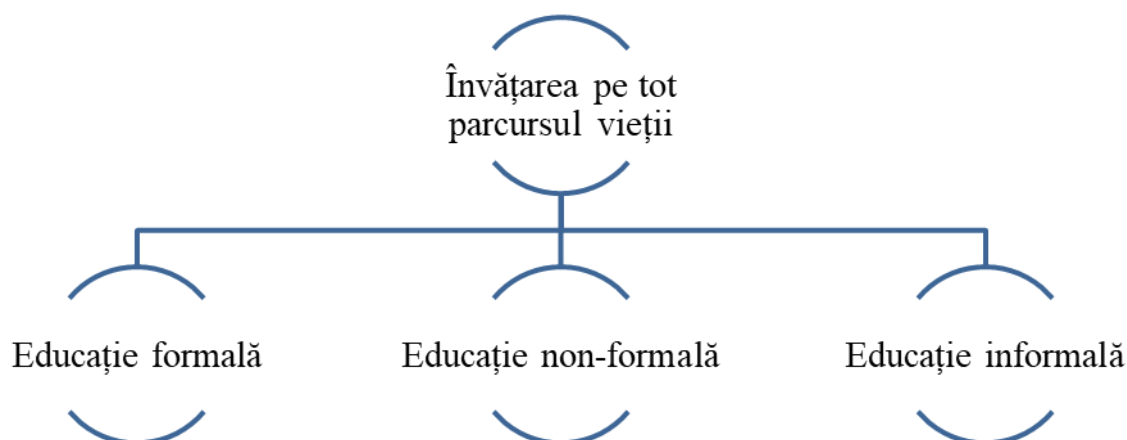 Învățarea pe tot
parcursul vieții
Educație formală
Educație non-formală
Educație informală